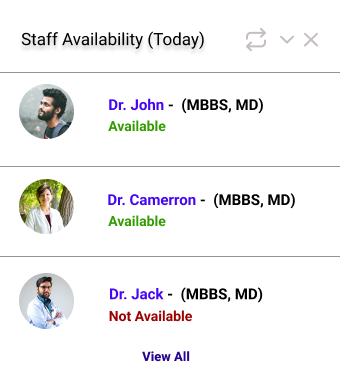 Staff Availability (Today)
Dr. John - (MBBS, MD)
Available
Dr. Camerron - (MBBS, MD)
Available
Dr. Jack - (MBBS, MD)
Not Available
View All